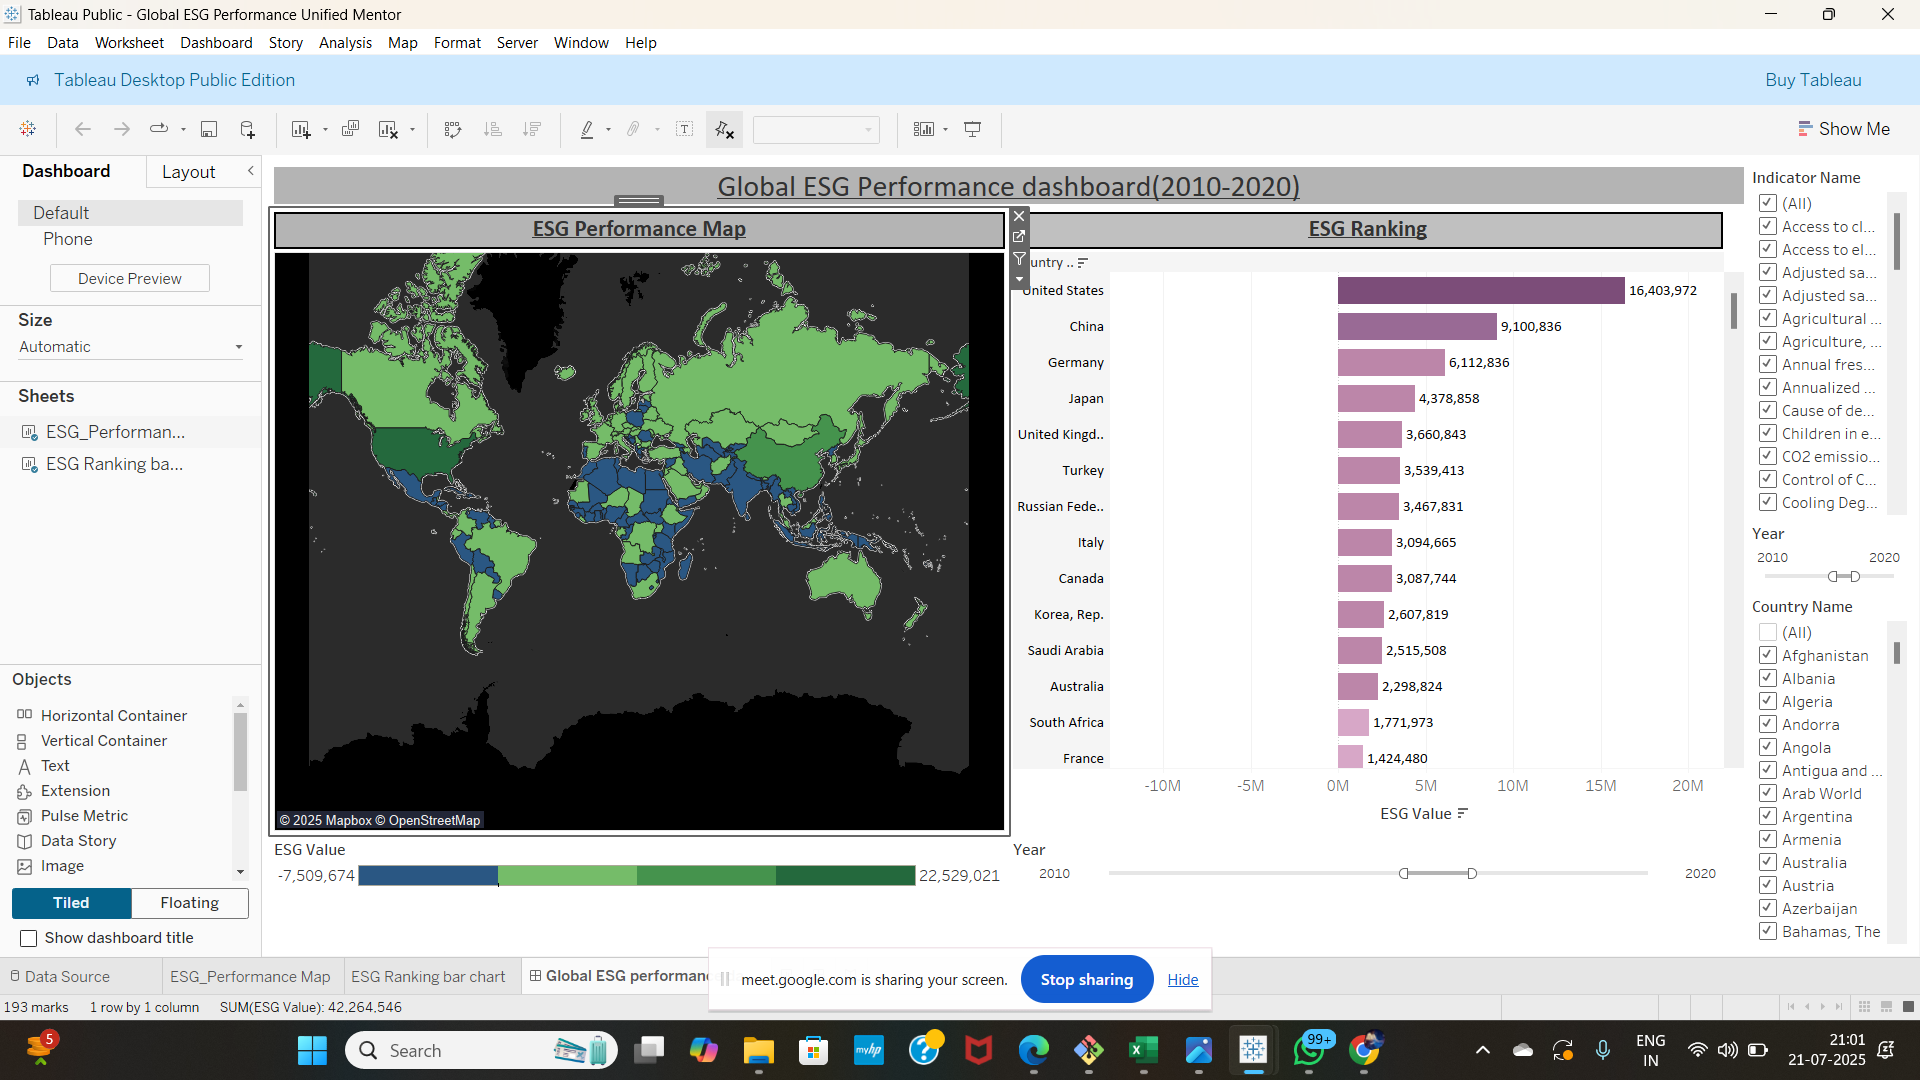 Tableau Public - Global ESG Performance Unified Mentor
File Data Worksheet Dashboard Story Analysis Map Format Server Window Help
Tableau Desktop Public Edition
Buy Tableau
Show Me
Dashboard Layout
Default
Phone
Device Preview
Size
Automatic
Sheets
ESG_Performan...
ESG Ranking ba...
Objects
Horizontal Container
Vertical Container
Text
Extension
Pulse Metric
Data Story
Image
Tiled Floating
Show dashboard title
Global ESG Performance dashboard(2010-2020)
ESG Performance Map
© 2025 Mapbox © OpenStreetMap
ESG Value
-7,509,674 22,529,021
ESG Ranking
untry ..
United States 16,403,972
China 9,100,836
Germany 6,112,836
Japan 4,378,858
United Kingd.. 3,660,843
Turkey 3,539,413
Russian Fede.. 3,467,831
Italy 3,094,665
Canada 3,087,744
Korea, Rep. 2,607,819
Saudi Arabia 2,515,508
Australia 2,298,824
South Africa 1,771,973
France 1,424,480
-10M -5M 0M 5M 10M 15M 20M
ESG Value
Year
2010 2020
Indicator Name
(All)
Access to cl...
Access to el...
Adjusted sa...
Adjusted sa...
Agricultural ...
Agriculture, ...
Annual fres...
Annualized ...
Cause of de...
Children in e...
CO2 emissio...
Control of C...
Cooling Deg...
Year
2010 2020
Country Name
(All)
Afghanistan
Albania
Algeria
Andorra
Angola
Antigua and ...
Arab World
Argentina
Armenia
Australia
Austria
Azerbaijan
Bahamas, The
Data Source ESG_Performance Map ESG Ranking bar chart Global ESG performanc
meet.google.com is sharing your screen. Stop sharing Hide
193 marks 1 row by 1 column SUM(ESG Value): 42,264,546
5
Search
myhp
99+
ENG
IN
21:01
21-07-2025